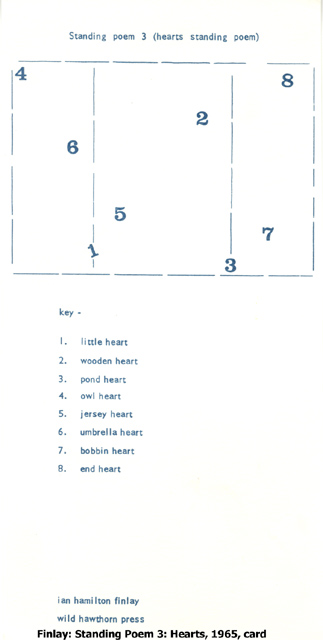 Standing poem 3 (hearts standing poem)
4
8
2
6
5
7
1
3
key -
1. little heart
2. wooden heart
3. pond heart
4. owl heart
5. jersey heart
6. umbrella heart
7. bobbin heart
8. end heart
ian hamilton finlay
wild hawthorn press
Finlay: Standing Poem 3: Hearts, 1965, card